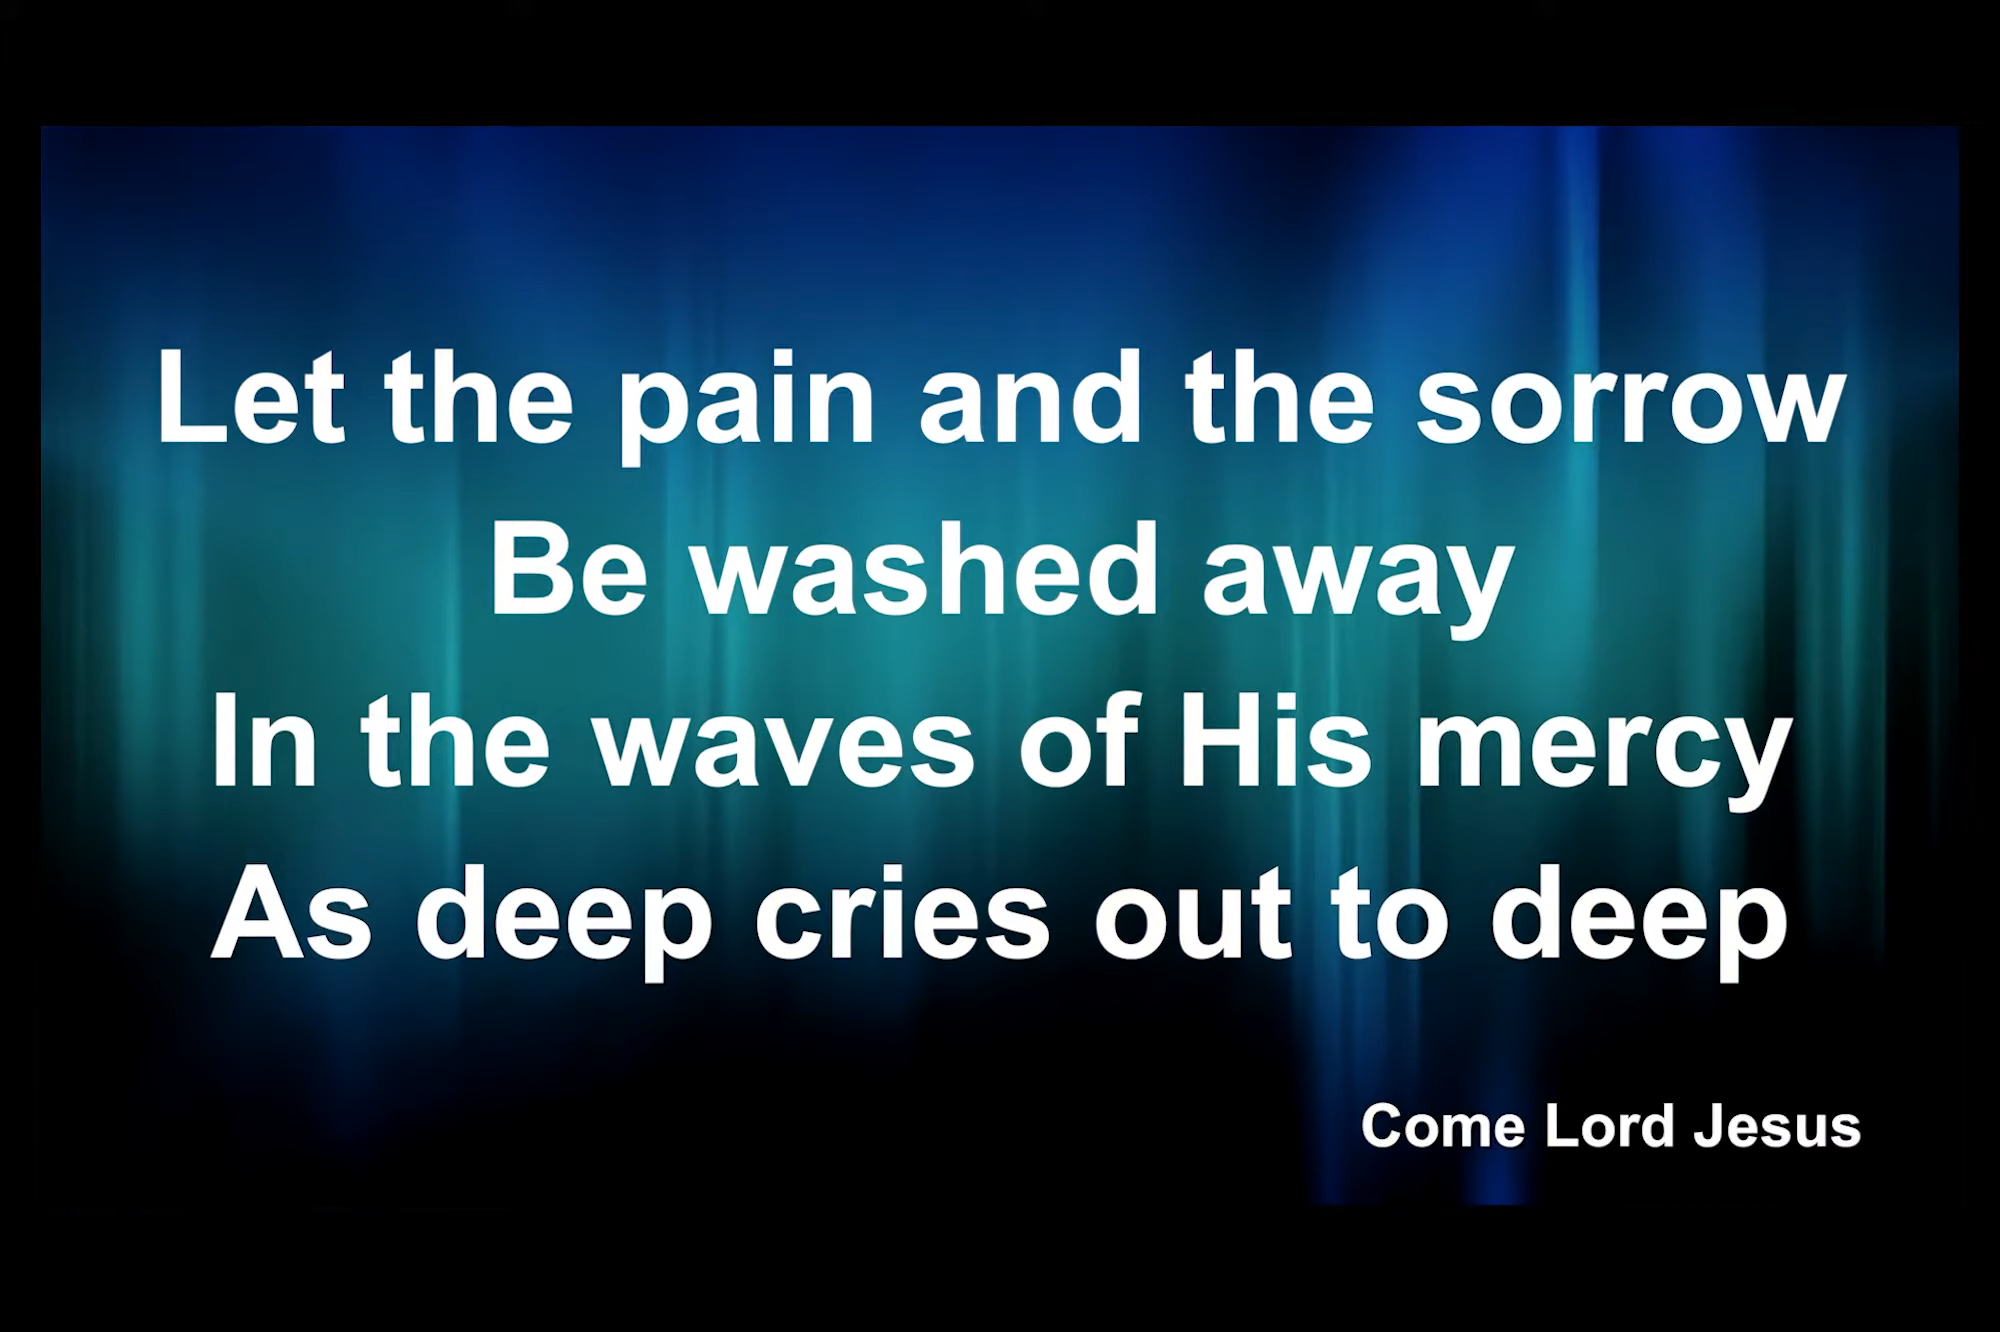 Let the pain and the sorrow
Be washed away
In the waves of His mercy
As deep cries out to deep
Come Lord Jesus